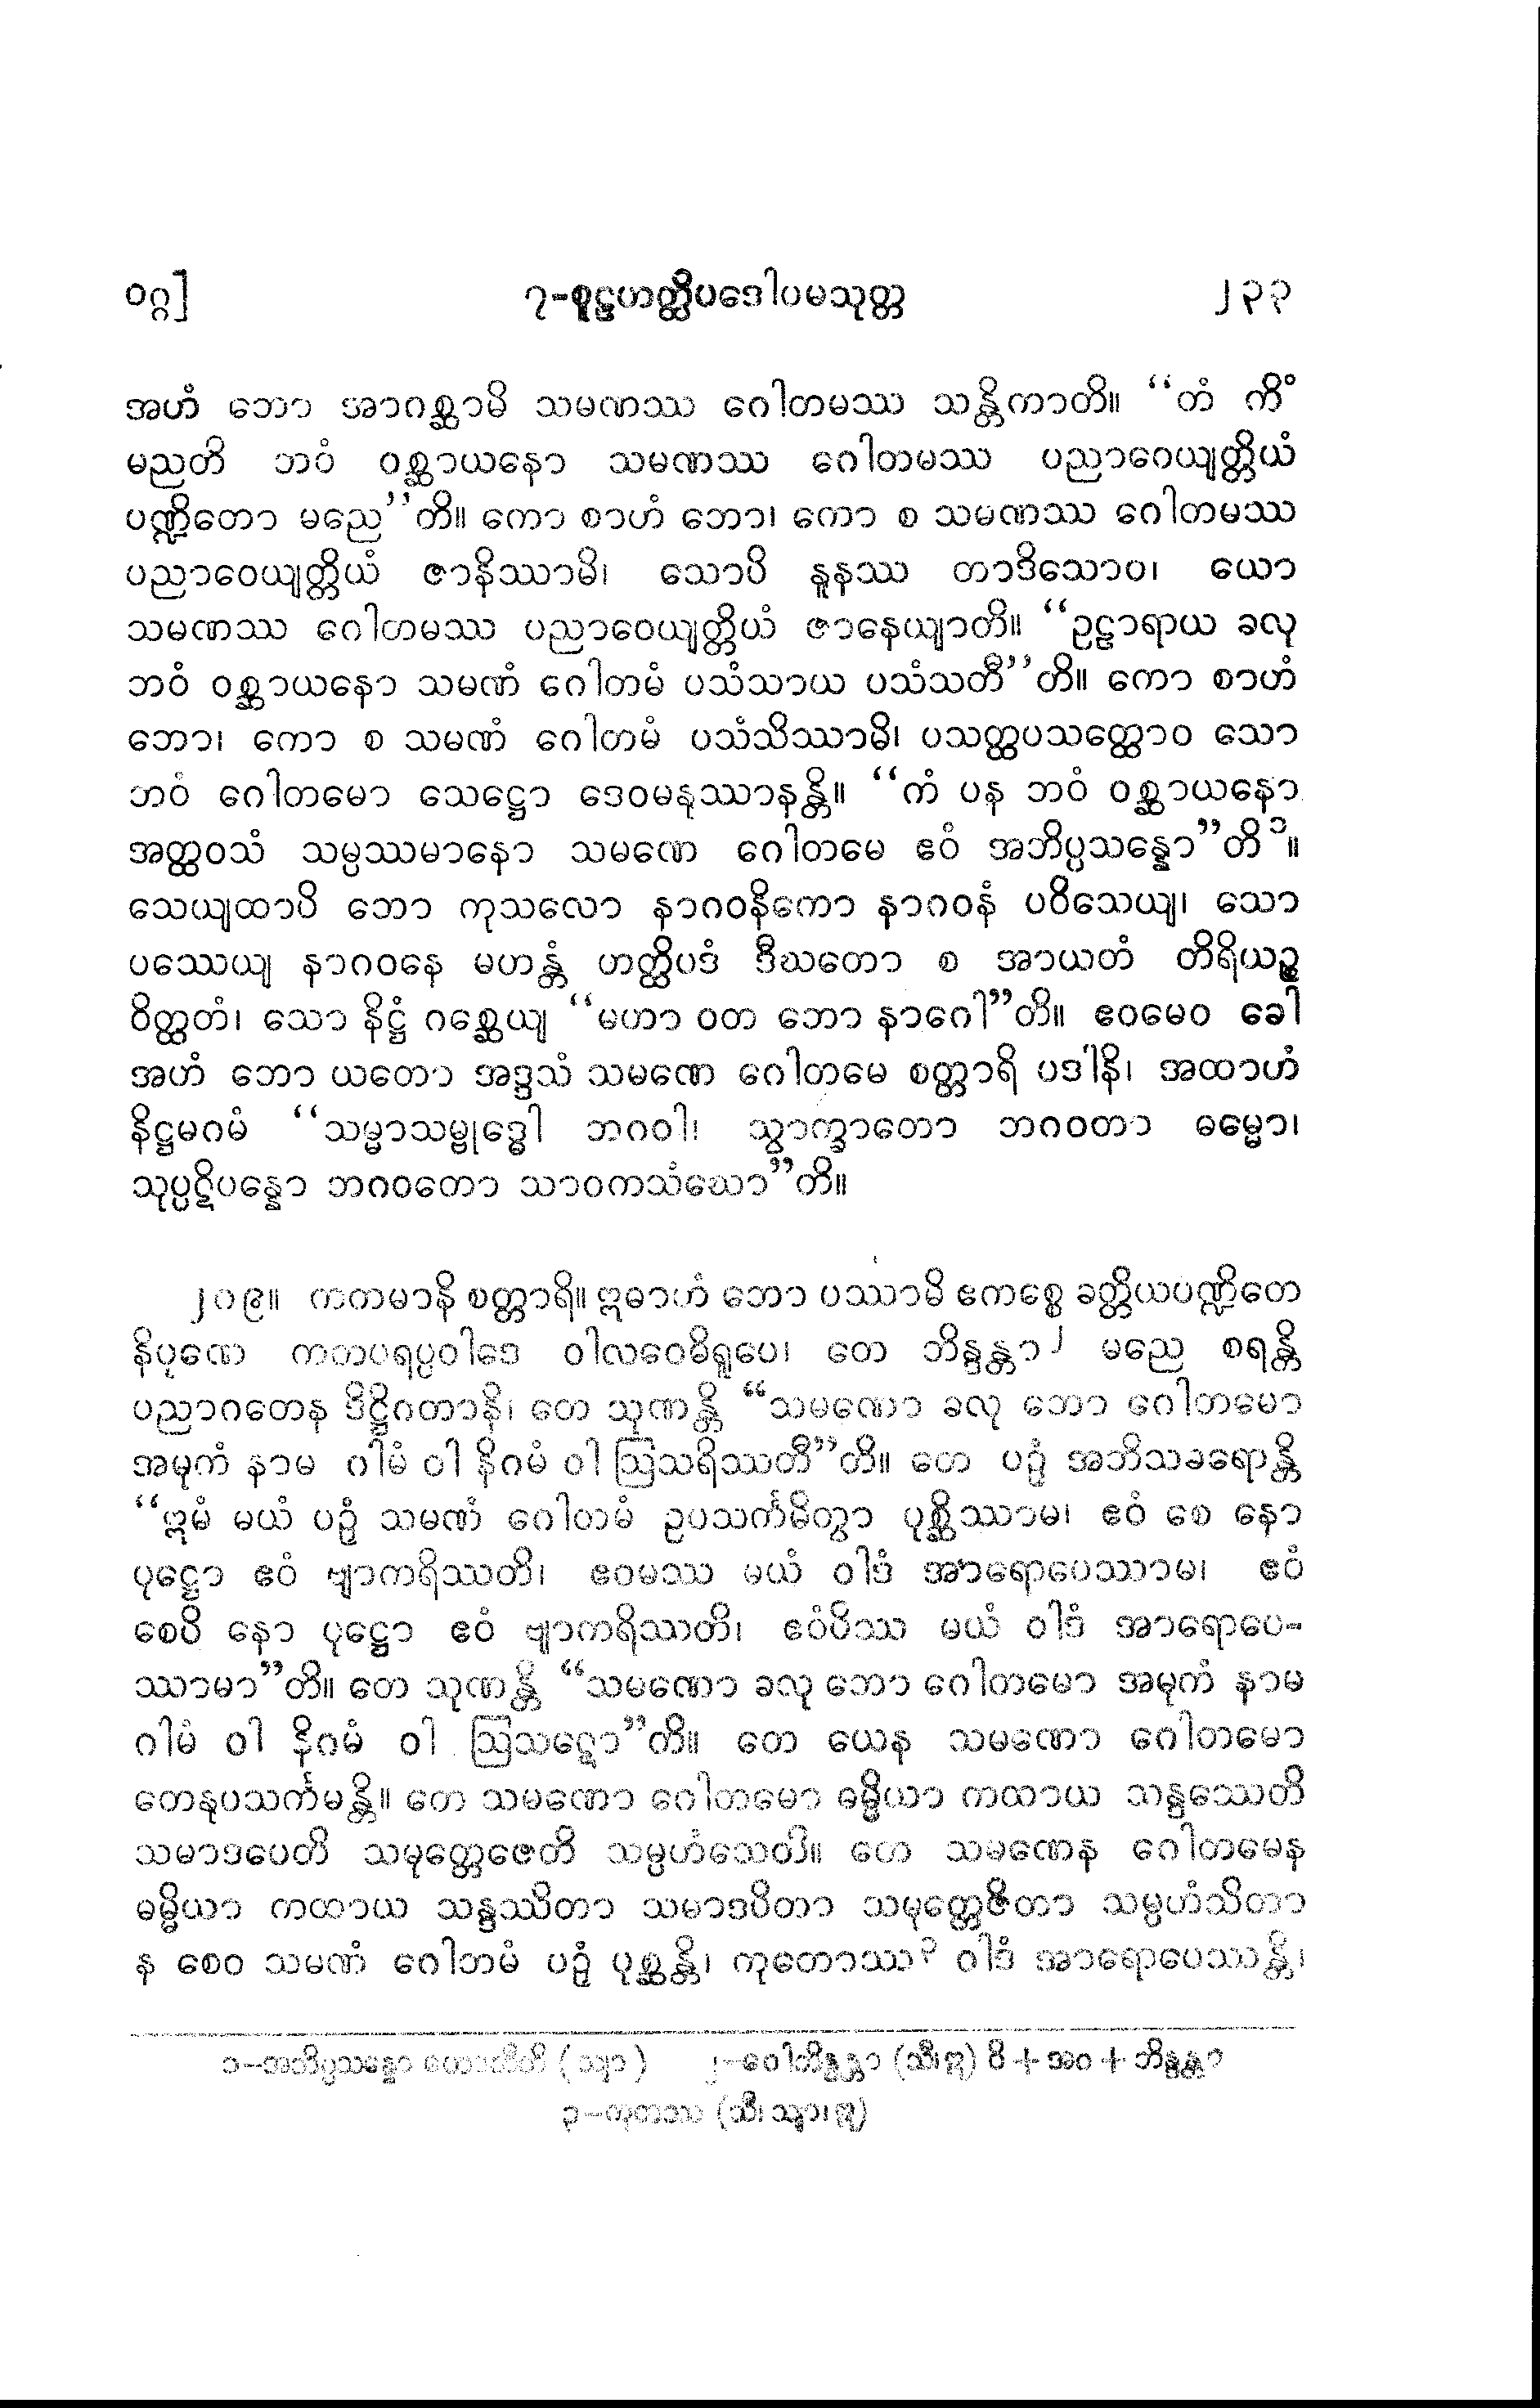 ဝဂ္ဂ]	၇-စူဠဟတ္ထိပဒေါပမသုတ္တ	၂၃၃
အဟံ ဘော အာဂစ္ဆာမိ သမဏဿ ဂေါတမဿ သန္တိကာတိ။ “တံ ကိံ
မညတိ ဘဝံ ဝစ္ဆာယနော သမဏဿ ဂေါတမဿ ပညာဝေယျတ္တိယံ
ပဏ္ဍိတော မညေ”တိ။ ကော စာဟံ ဘော၊ ကော စ သမဏဿ ဂေါတမဿ
ပညာဝေယျတ္တိယံ ဇာနိဿာမိ၊ သောပိ နူနဿ တာဒိသောဝ၊ ယော
သမဏဿ ဂေါတမဿ ပညာဝေယျတ္တိယံ ဇာနေယျာတိ။ “ဥဠာရာယ ခလု
ဘဝံ ဝစ္ဆာယနော သမဏံ ဂေါတမံ ပသံသာယ ပသံသတီ”တိ။ ကော စာဟံ
ဘော၊ ကော စ သမဏံ ဂေါတမံ ပသံသိဿာမိ၊ ပသတ္ထပသတ္ထောဝ သော
ဘဝံ ဂေါတမော သေဋ္ဌော ဒေဝမနုဿာနန္တိ။ “ကံ ပန ဘဝံ ဝစ္ဆာယနော
အတ္ထဝသံ သမ္ပဿမာနော သမဏေ ဂေါတမေ ဧဝံ အဘိပ္ပသန္နော”တိ၁။
သေယျထာပိ ဘော ကုသလော နာဂဝနိကော နာဂဝနံ ပဝိသေယျ၊ သော
ပဿေယျ နာဂဝနေ မဟန္တံ ဟတ္ထိပဒံ ဒီဃတော စ အာယတံ တိရိယဉ္စ
ဝိတ္ထတံ၊ သော နိဋ္ဌံ ဂစ္ဆေယျ “မဟာ ဝတ ဘော နာဂေါ”တိ။ ဧဝမေဝ ခေါ
အဟံ ဘော ယတော အဒ္ဒသံ သမဏေ ဂေါတမေ စတ္တာရိ ပဒါနိ၊ အထာဟံ
နိဋ္ဌမဂမံ “သမ္မာသမ္ဗုဒ္ဓေါ ဘဂဝါ၊ သွာက္ခာတော ဘဂဝတာ ဓမ္မော၊
သုပ္ပဋိပန္နော ဘဂဝတော သာဝကသံဃော”တိ။
၂၈၉။ ကတမာနိ စတ္တာရိ။ ဣဓာဟံ ဘော ပဿာမိ ဧကစ္စေ ခတ္တိယပဏ္ဍိတေ
နိပုဏေ ကတပရပ္ပဝါဒေ ဝါလဝေဓိရူပေ၊ တေ ဘိန္ဒန္တာ၂ မညေ စရန္တိ
ပညာဂတေန ဒိဋ္ဌိဂတာနိ၊ တေ သုဏန္တိ “သမဏော ခလု ဘော ဂေါတမော
အမုကံ နာမ ဂါမံ ဝါ နိဂမံ ဝါ ဩသရိဿတီ”တိ။ တေ ပဉှံ အဘိသင်္ခရောန္တိ
“ဣမံ မယံ ပဉှံ သမဏံ ဂေါတမံ ဥပသင်္ကမိတွာ ပုစ္ဆိဿာမ၊ ဧဝံ စေ နော
ပုဋ္ဌော ဧဝံ ဗျာကရိဿတိ၊ ဧဝမဿ မယံ ဝါဒံ အာရောပေဿာမ၊ ဧဝံ
စေပိ နော ပုဋ္ဌော ဧဝံ ဗျာကရိဿတိ၊ ဧဝံပိဿ မယံ ဝါဒံ အာရောပေ-
ဿာမာ”တိ။ တေ သုဏန္တိ “သမဏော ခလု ဘော ဂေါတမော အမုကံ နာမ
ဂါမံ ဝါ နိဂမံ ဝါ ဩသဋော”တိ။ တေ ယေန သမဏော ဂေါတမော
တေနုပသင်္ကမန္တိ။ တေ သမဏော ဂေါတမော ဓမ္မိယာ ကထာယ သန္ဒဿေတိ
သမာဒပေတိ သမုတ္တေဇေတိ သမ္ပဟံသေတိ။ တေ သမဏေန ဂေါတမေန
ဓမ္မိယာ ကထာယ သန္ဒဿိတာ သမာဒပိတာ သမုတ္တေဇိတာ သမ္ပဟံသိတာ
န စေဝ သမဏံ ဂေါတမံ ပဉှံ ပုစ္ဆန္တိ၊ ကုတောဿ၃ ဝါဒံ အာရောပေဿန္တိ၊
၁-အဘိပ္ပသန္နော ဟောတီတိ (သျာ) ၂-ဝေါဘိန္ဒန္တာ (သီ၊ ဣ) ဝိ + အဝ + ဘိန္ဒန္တာ
၃-ကုတဿ (သီ၊ သျာ၊ ဣ)